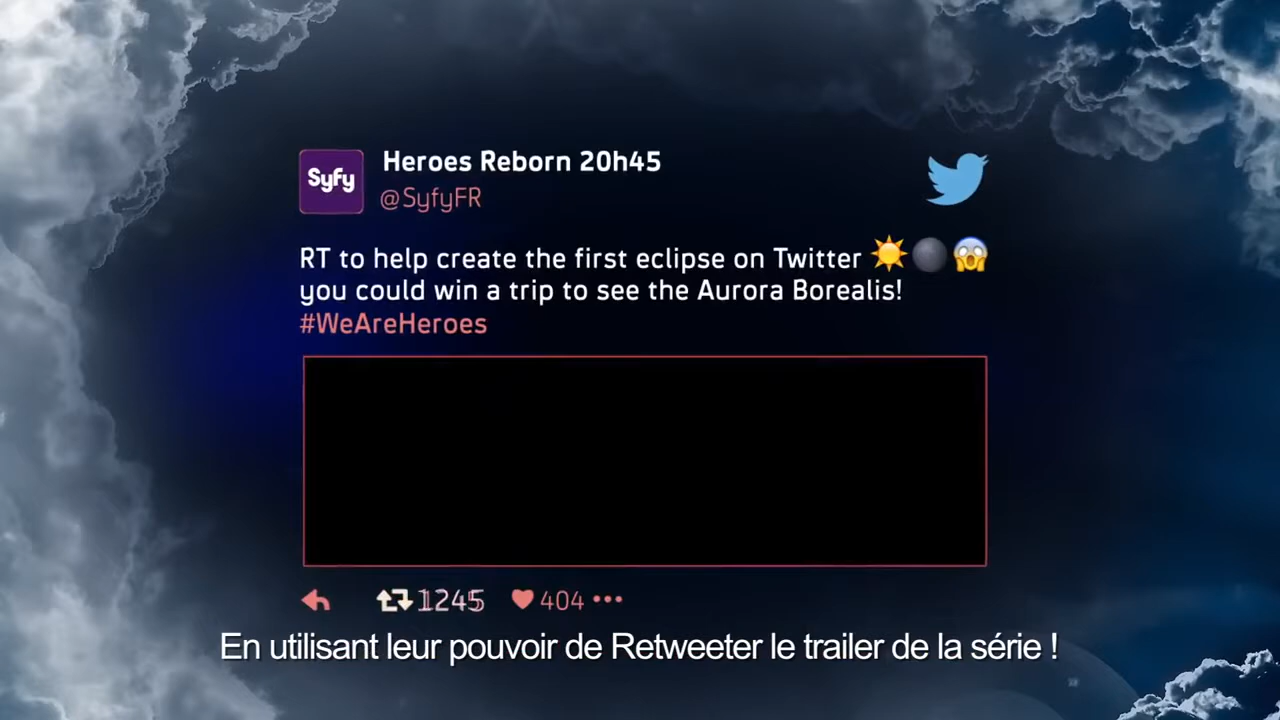 Syfy
Heroes Reborn 20h45
@SyfyFR
RT to help create the first eclipse on Twitter ☀️🌑😱
you could win a trip to see the Aurora Borealis!
#WeAreHeroes
1245 404
En utilisant leur pouvoir de Retweeter le trailer de la série !